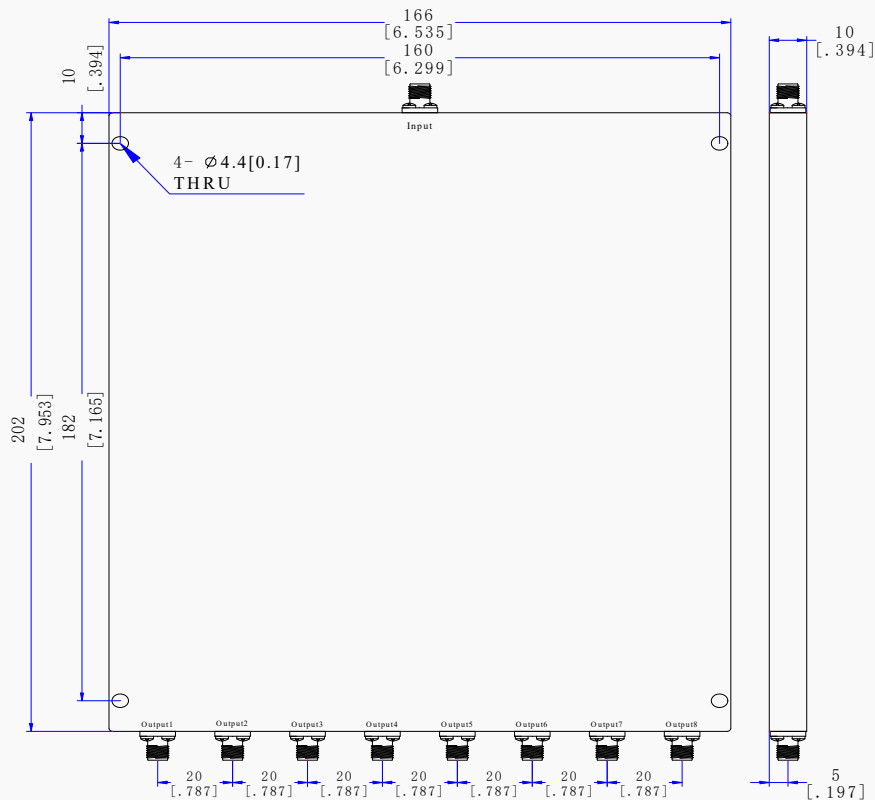 166
[6.535]
160
[6.299]
10
[.394]
10
[.394]
Input
4- Ø4.4[0.17]
THRU
202
[7.953]
182
[7.165]
Output1 Output2 Output3 Output4 Output5 Output6 Output7 Output8
20 20 20 20 20 20 20
[.787] [.787] [.787] [.787] [.787] [.787] [.787]
5
[.197]